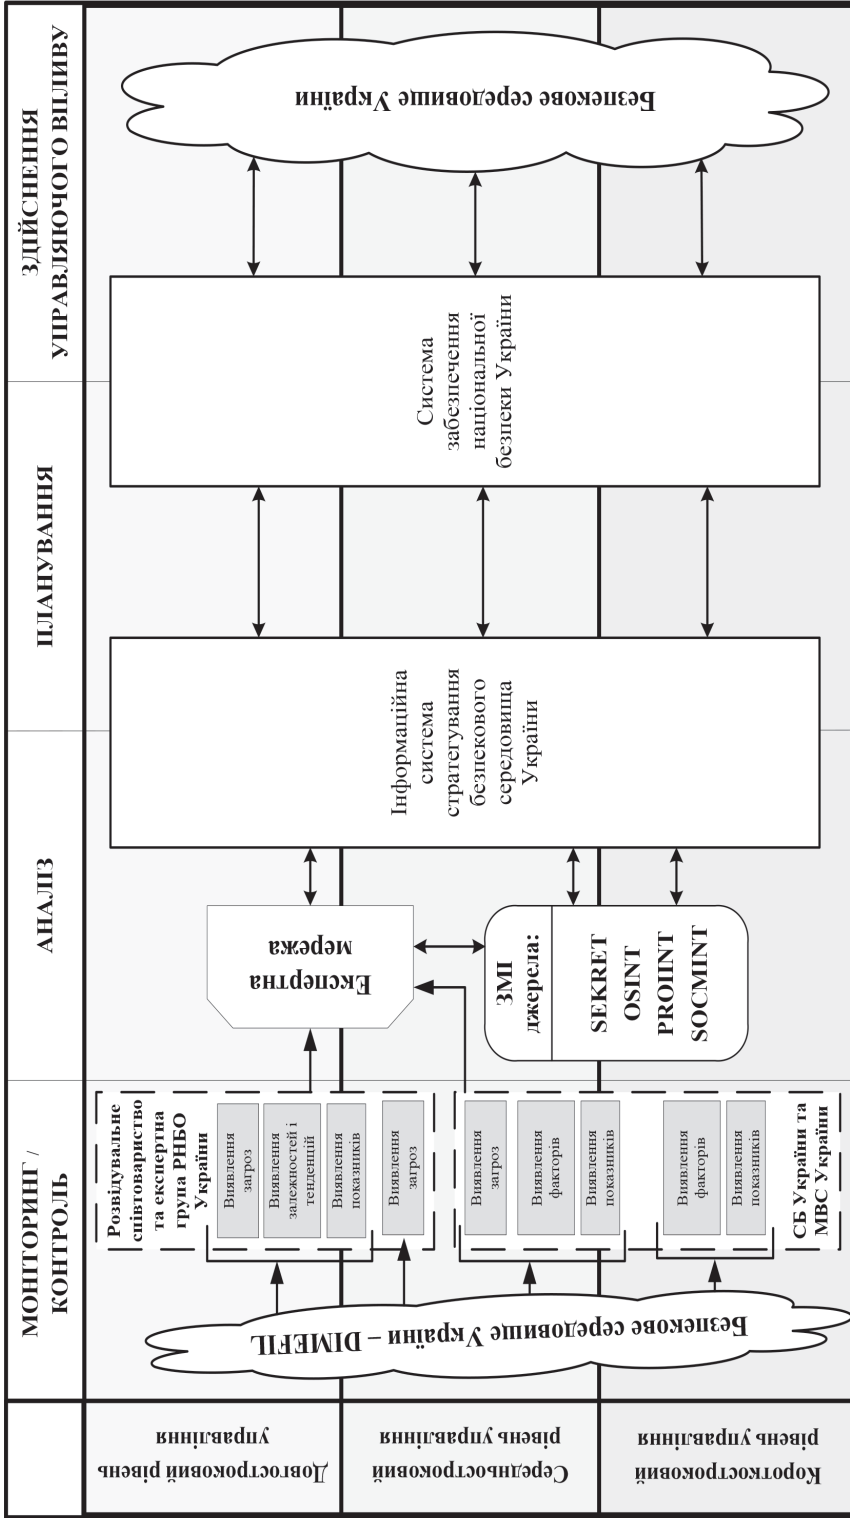 МОНІТОРИНГ /
КОНТРОЛЬ
АНАЛІЗ
ПЛАНУВАННЯ
ЗДІЙСНЕННЯ
УПРАВЛЯЮЧОГО ВПЛИВУ
Довгостроковий рівень
управління
Середньостроковий
рівень управління
Короткостроковий
рівень управління
Безпекове середовище України – DIMEFIL
Розвідувальне
співтовариство
та експертна
група РНБО
України
Виявлення
загроз
Виявлення
залежностей і
тенденцій
Виявлення
показників
Виявлення
загроз
Виявлення
загроз
Виявлення
факторів
Виявлення
показників
Виявлення
факторів
Виявлення
показників
СБ України та
МВС України
Експертна
мережа
ЗМІ
джерела:
SEKRET
OSINT
PROIINT
SOCMINT
Інформаційна
система
стратегування
безпекового
середовища
України
Система
забезпечення
національної
безпеки України
Безпекове середовище України